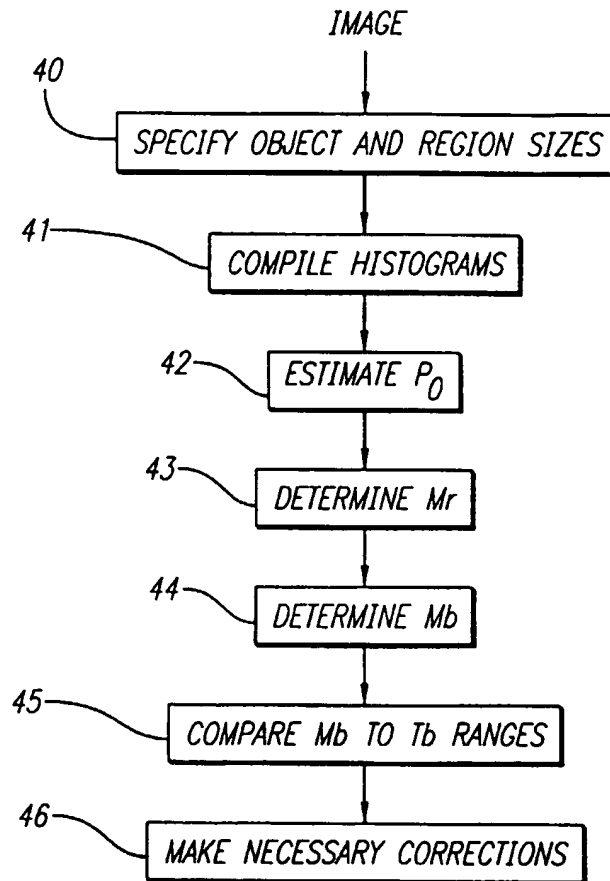 IMAGE
40
SPECIFY OBJECT AND REGION SIZES
41
COMPILE HISTOGRAMS
42
ESTIMATE P0
43
DETERMINE Mr
44
DETERMINE Mb
45
COMPARE Mb TO Tb RANGES
46
MAKE NECESSARY CORRECTIONS